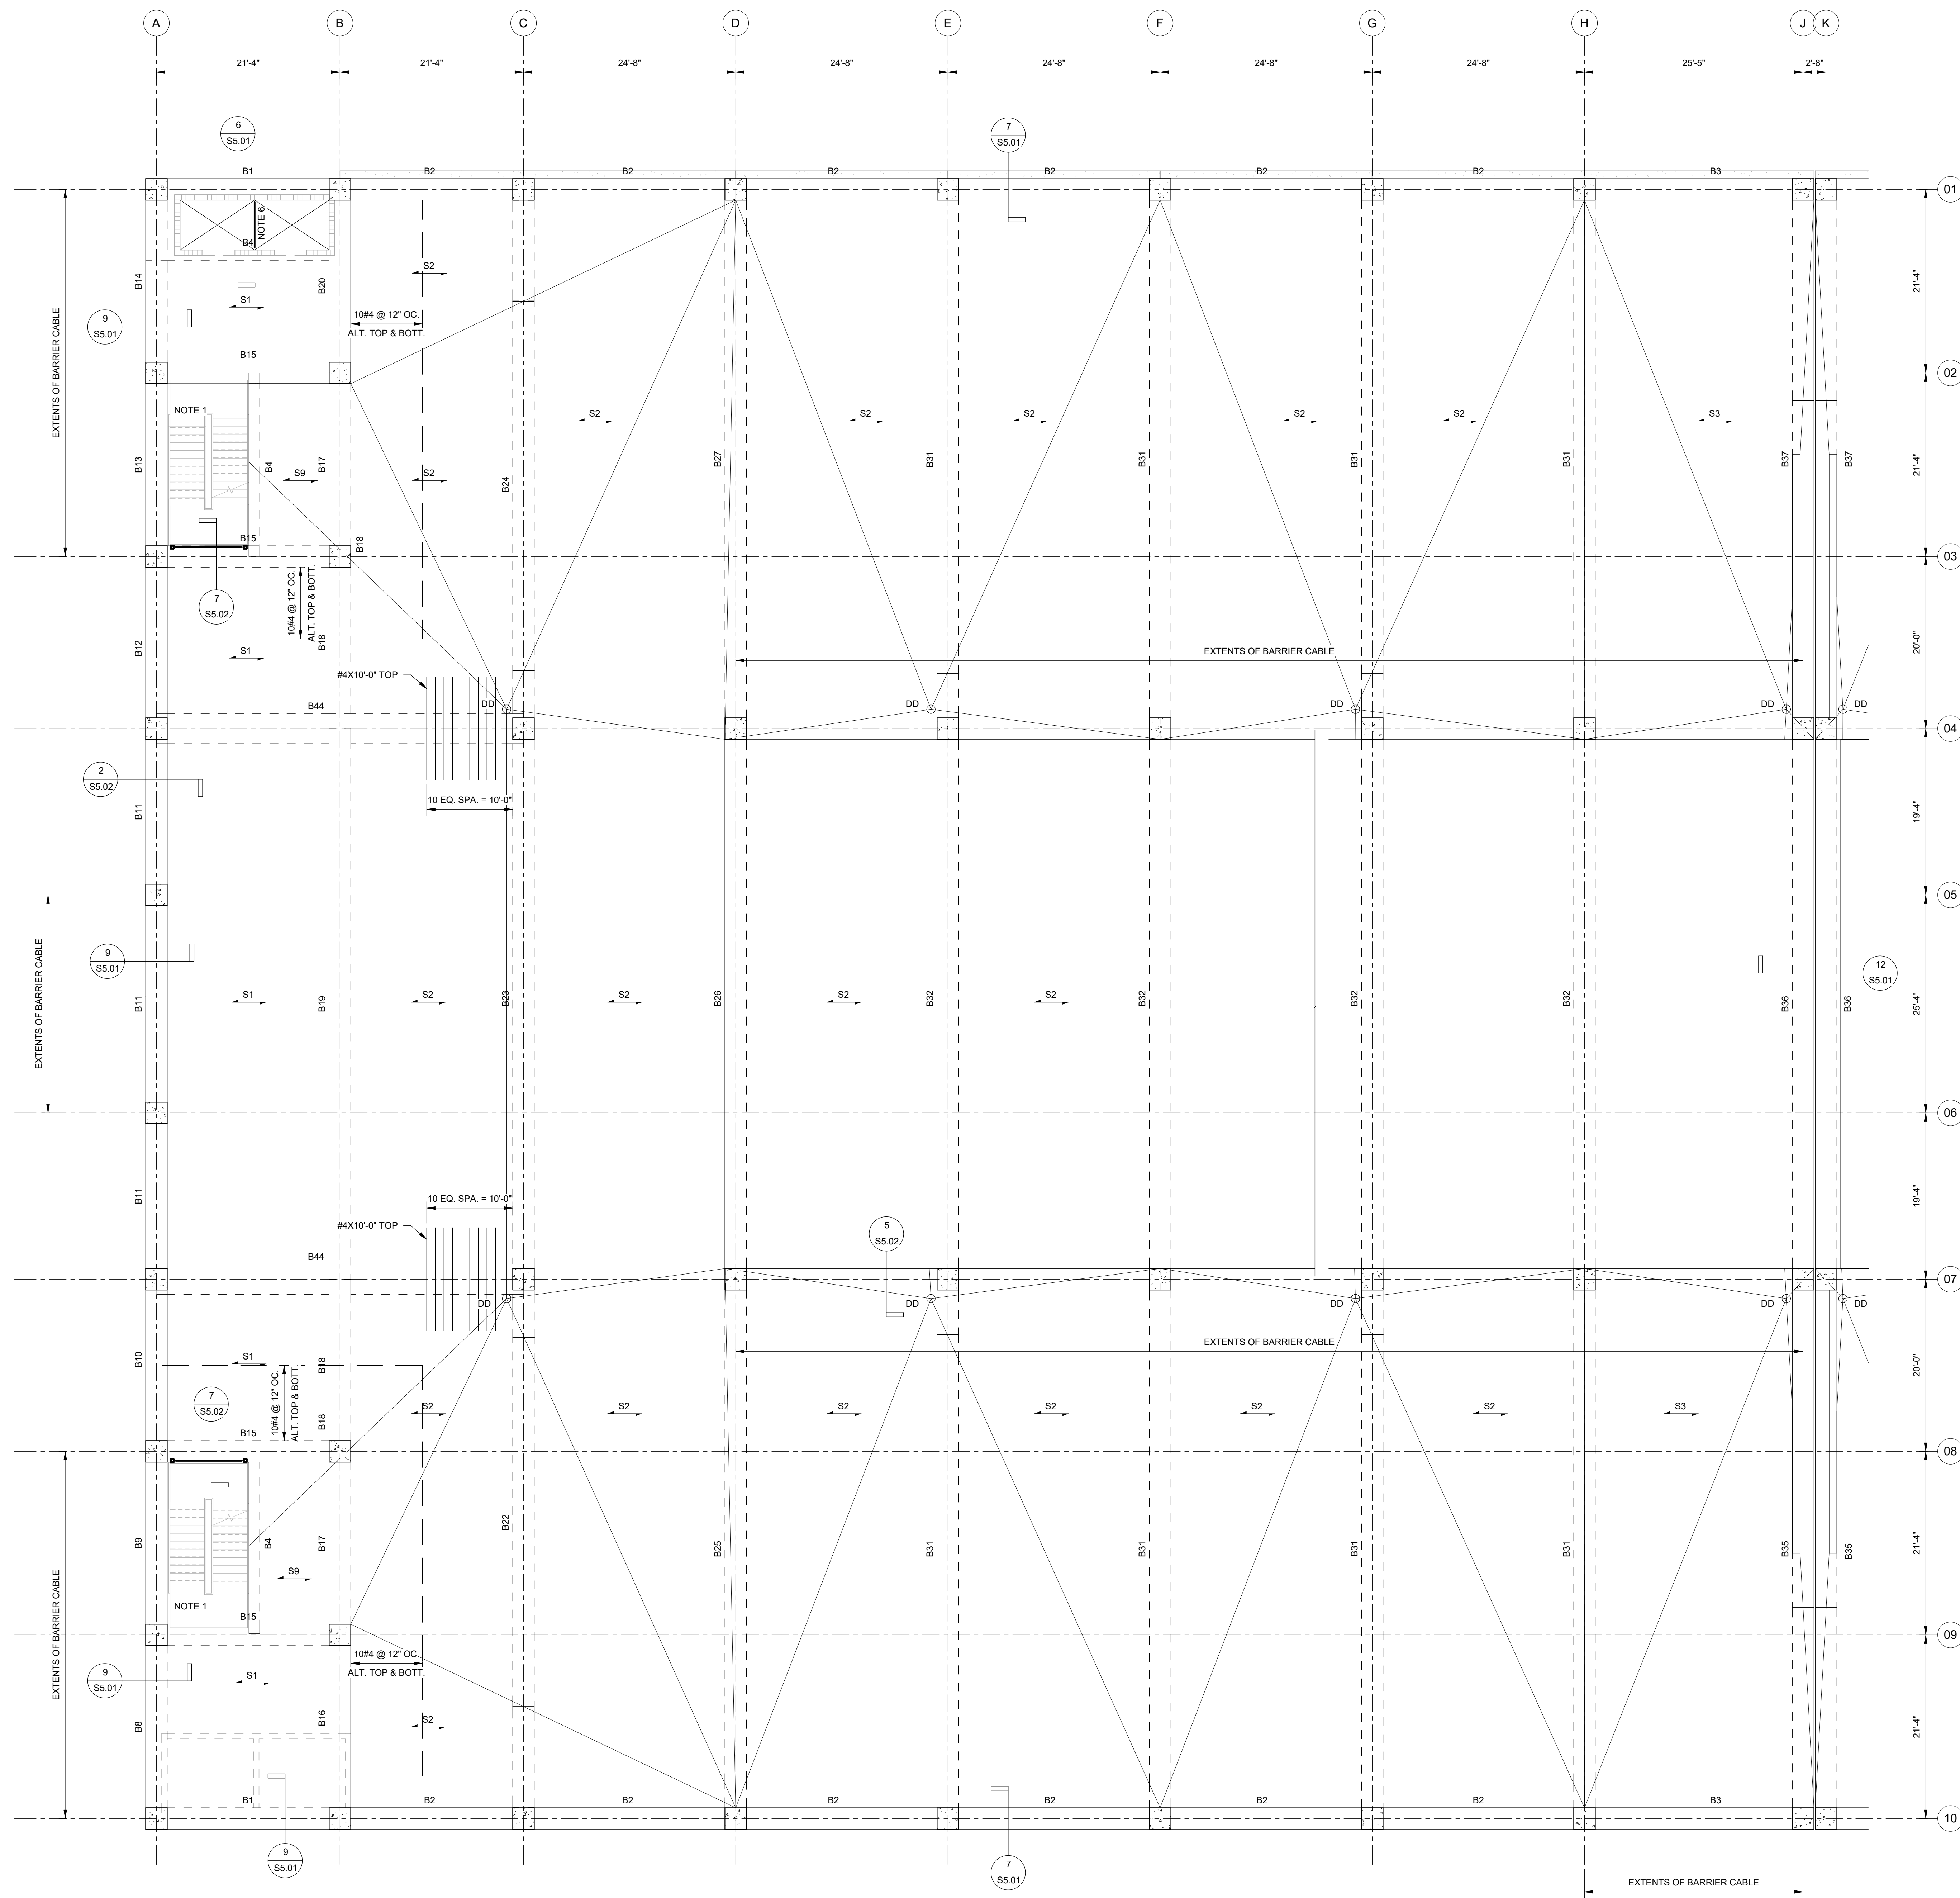 A B C D E F G H J K
21'-4" 21'-4" 24'-8" 24'-8" 24'-8" 24'-8" 24'-8" 25'-5" 2'-8"
6
S5.01
7
S5.01
B1 B2 B2 B2 B2 B2 B2 B3
01
NOTE 6
B4
B14
B20
S2
S1
21'-4"
9
S5.01
10#4 @ 12" OC.
ALT. TOP & BOTT.
EXTENTS OF BARRIER CABLE
B15
02
NOTE 1
S2 S2 S2 S2 S2 S3
B13
B4
S9
B17
S2
B24
B27
B31
B31
B31
B31
B37
B37
21'-4"
B15
B18
03
7
S5.02
10#4 @ 12" OC.
ALT. TOP & BOTT.
B12
B18
S1
20'-0"
EXTENTS OF BARRIER CABLE
#4X10'-0" TOP
B44
DD DD DD DD DD
04
2
S5.02
B11
10 EQ. SPA. = 10'-0"
19'-4"
05
EXTENTS OF BARRIER CABLE
9
S5.01
12
S5.01
B11
S1
B19
S2
B23
S2
B26
S2
B32
S2
B32
B32
B32
B36
B36
25'-4"
06
B11
10 EQ. SPA. = 10'-0"
19'-4"
#4X10'-0" TOP
5
S5.02
B44
07
DD DD DD DD DD
EXTENTS OF BARRIER CABLE
B10
S1
B18
20'-0"
10#4 @ 12" OC.
ALT. TOP & BOTT.
7
S5.02
S2 S2 S2 S2 S2 S2 S3
B18
B15
08
B9
B4
B17
B22
B25
B31
B31
B31
B31
B35
B35
21'-4"
S9
NOTE 1
B15
EXTENTS OF BARRIER CABLE
09
10#4 @ 12" OC.
ALT. TOP & BOTT.
9
S5.01
S1
B8
B16
S2
21'-4"
B1 B2 B2 B2 B2 B2 B2 B3
10
9
S5.01
7
S5.01
EXTENTS OF BARRIER CABLE